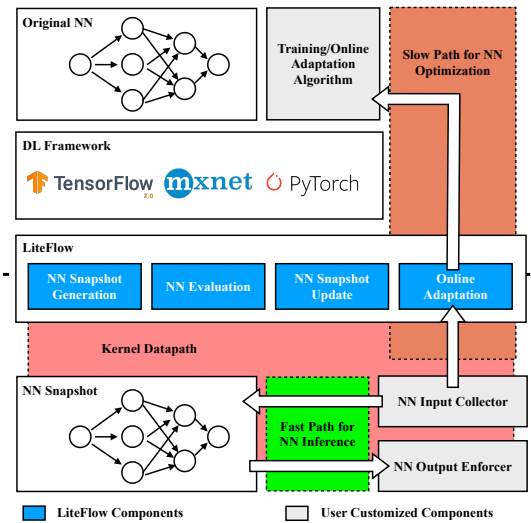 Original NN
Training/Online
Adaptation
Algorithm
Slow Path for NN
Optimization
DL Framework
TensorFlow
2.0
mxnet
PyTorch
LiteFlow
NN Snapshot
Generation
NN Evaluation
NN Snapshot
Update
Online
Adaptation
Kernel Datapath
NN Snapshot
Fast Path for
NN Inference
NN Input Collector
NN Output Enforcer
LiteFlow Components
User Customized Components